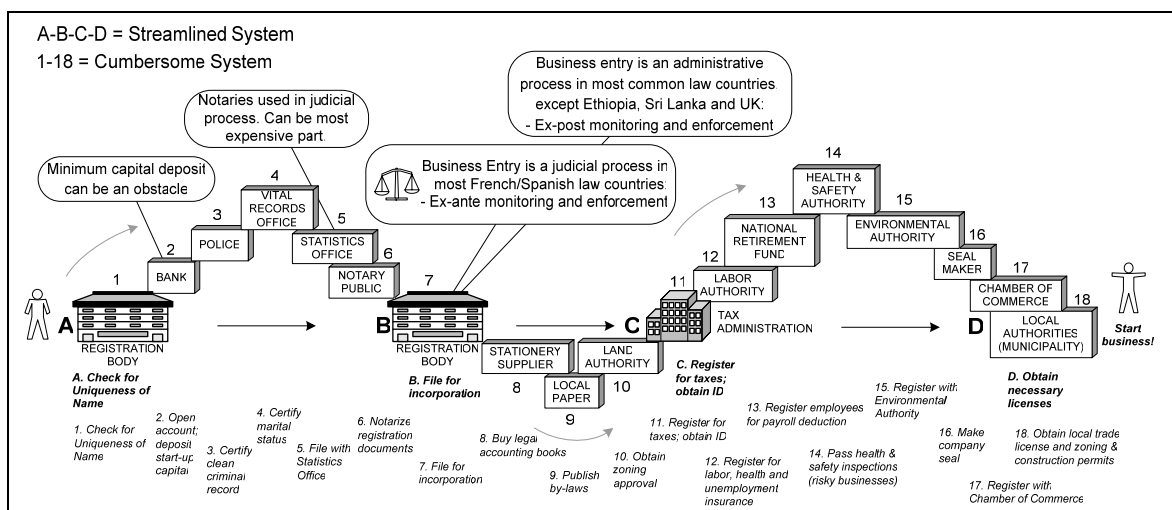 A-B-C-D = Streamlined System
1-18 = Cumbersome System
Minimum capital deposit
can be an obstacle
Notaries used in judicial
process. Can be most
expensive part.
Business entry is an administrative
process in most common law countries
except Ethiopia, Sri Lanka and UK:
- Ex-post monitoring and enforcement
Business Entry is a judicial process in
most French/Spanish law countries:
- Ex-ante monitoring and enforcement
A
1
REGISTRATION
BODY
2
BANK
3
POLICE
4
VITAL
RECORDS
OFFICE
5
STATISTICS
OFFICE
6
NOTARY
PUBLIC
B
7
REGISTRATION
BODY
STATIONERY
SUPPLIER
8
LOCAL
PAPER
9
LAND
AUTHORITY
10
C
11
TAX
ADMINISTRATION
12
LABOR
AUTHORITY
13
NATIONAL
RETIREMENT
FUND
14
HEALTH &
SAFETY
AUTHORITY
15
ENVIRONMENTAL
AUTHORITY
16
SEAL
MAKER
17
CHAMBER OF
COMMERCE
18
D
LOCAL
AUTHORITIES
(MUNICIPALITY)
Start
business!
A. Check for
Uniqueness of
Name
B. File for
incorporation
C. Register
for taxes;
obtain ID
D. Obtain
necessary
licenses
1. Check for
Uniqueness of
Name
2. Open
account;
deposit
start-up
capital
3. Certify
clean
criminal
record
4. Certify
marital
status
5. File with
Statistics
Office
6. Notarize
registration
documents
7. File for
incorporation
8. Buy legal
accounting books
9. Publish
by-laws
10. Obtain
zoning
approval
11. Register for
taxes; obtain ID
12. Register for
labor, health and
unemployment
insurance
13. Register employees
for payroll deduction
14. Pass health &
safety inspections
(risky businesses)
15. Register with
Environmental
Authority
16. Make
company
seal
17. Register with
Chamber of Commerce
18. Obtain local trade
license and zoning &
construction permits